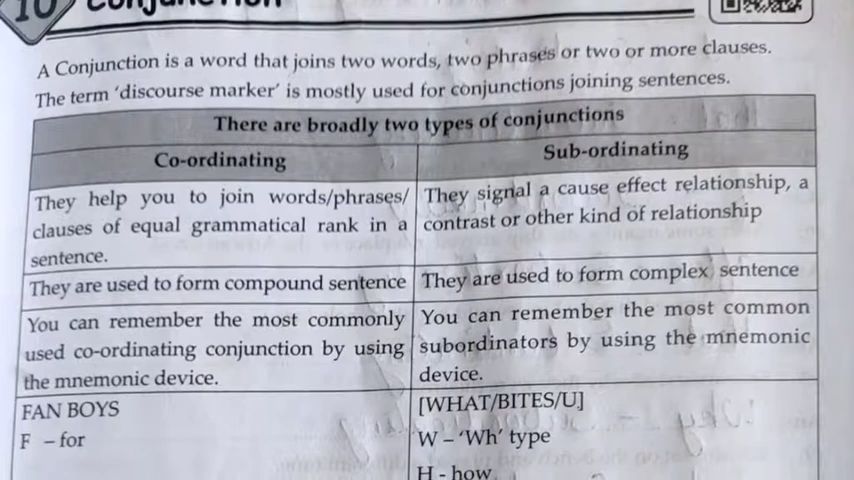 10 Conjunction
A Conjunction is a word that joins two words, two phrases or two or more clauses.
The term 'discourse marker' is mostly used for conjunctions joining sentences.
There are broadly two types of conjunctions
Co-ordinating
They help you to join words/phrases/
clauses of equal grammatical rank in a
sentence.
They are used to form compound sentence
You can remember the most commonly
used co-ordinating conjunction by using
the mnemonic device.
FAN BOYS
F – for
Sub-ordinating
They signal a cause effect relationship, a
contrast or other kind of relationship
They are used to form complex sentence
You can remember the most common
subordinators by using the mnemonic
device.
[WHAT/BITES/U]
W – 'Wh' type
H - how